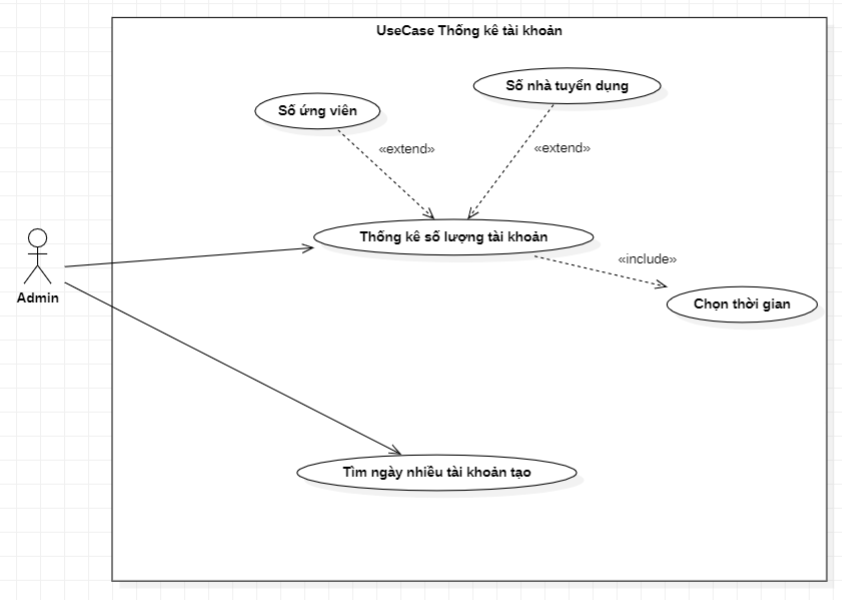 UseCase Thống kê tài khoản
Số nhà tuyển dụng
Số ứng viên
«extend»
«extend»
Thống kê số lượng tài khoản
«include»
Admin
Chọn thời gian
Tìm ngày nhiều tài khoản tạo